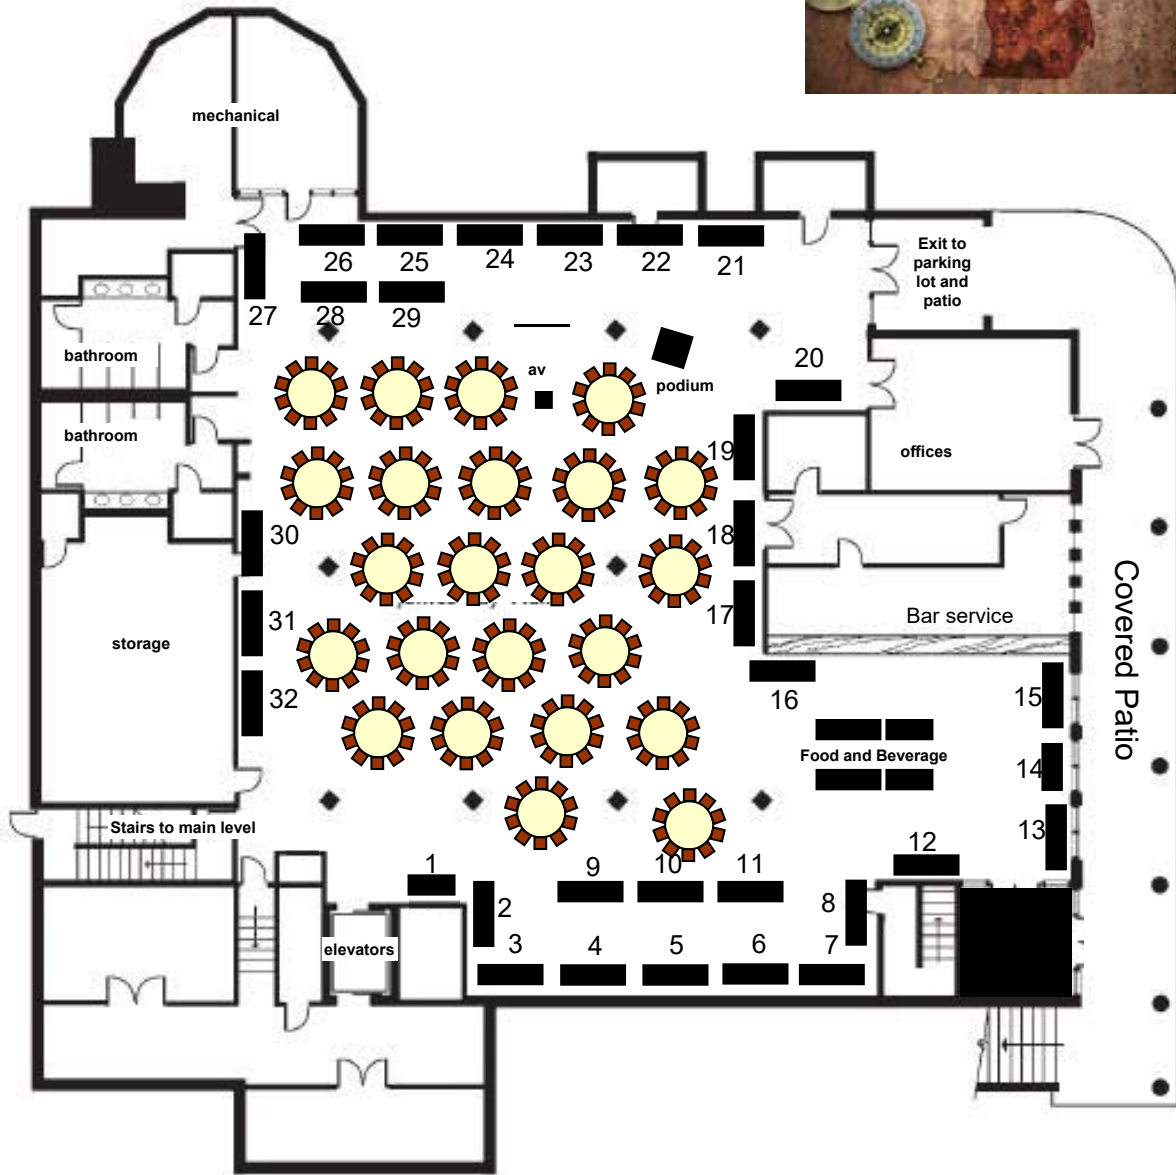 mechanical
26
25
24
23
22
21
Exit to
parking
lot and
patio
27
28
29
bathroom
av
podium
20
bathroom
19
offices
30
18
31
17
Bar service
storage
Covered Patio
32
16
15
Food and Beverage
14
Stairs to main level
13
12
1
9
10
11
2
8
elevators
3
4
5
6
7